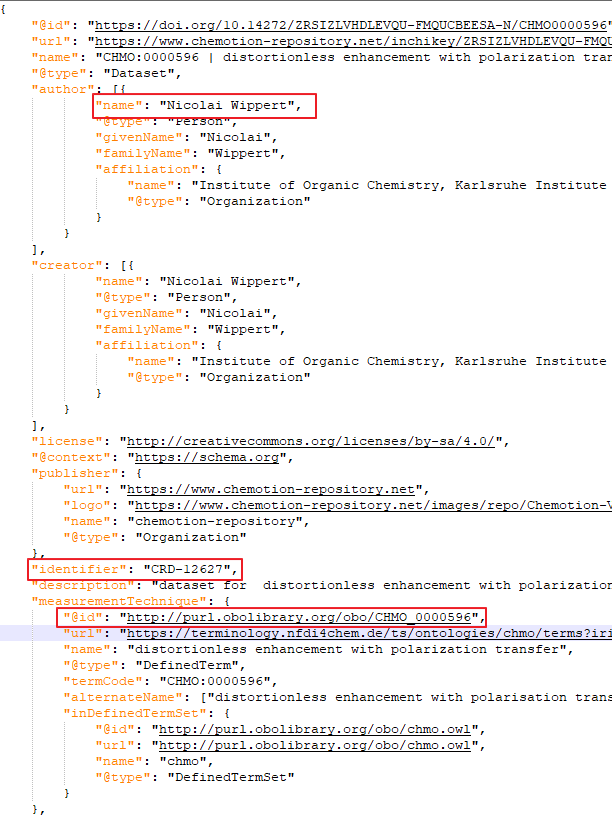 {
"@id": "https://doi.org/10.14272/ZRSIZLVHDLEVQU-FMQUCBEESA-N/CHMO0000596"
"url": "https://www.chemotion-repository.net/inchikey/ZRSIZLVHDLEVQU-FMQU
"name": "CHMO:0000596 | distortionless enhancement with polarization tran
"@type": "Dataset",
"author": [{
"name": "Nicolai Wippert",
"@type": "Person",
"givenName": "Nicolai",
"familyName": "Wippert",
"affiliation": {
"name": "Institute of Organic Chemistry, Karlsruhe Institute
"@type": "Organization"
}
}
],
"creator": [{
"name": "Nicolai Wippert",
"@type": "Person",
"givenName": "Nicolai",
"familyName": "Wippert",
"affiliation": {
"name": "Institute of Organic Chemistry, Karlsruhe Institute
"@type": "Organization"
}
}
],
"license": "http://creativecommons.org/licenses/by-sa/4.0/",
"@context": "https://schema.org",
"publisher": {
"url": "https://www.chemotion-repository.net",
"logo": "https://www.chemotion-repository.net/images/repo/Chemotion-V
"name": "chemotion-repository",
"@type": "Organization"
},
"identifier": "CRD-12627",
"description": "dataset for distortionless enhancement with polarization
"measurementTechnique": {
"@id": "http://purl.obolibrary.org/obo/CHMO_0000596",
"url": "https://terminology.nfdi4chem.de/ts/ontologies/chmo/terms?iri
"name": "distortionless enhancement with polarization transfer",
"@type": "DefinedTerm",
"termCode": "CHMO:0000596",
"alternateName": ["distortionless enhancement with polarisation trans
"inDefinedTermSet": {
"@id": "http://purl.obolibrary.org/obo/chmo.owl",
"url": "http://purl.obolibrary.org/obo/chmo.owl",
"name": "chmo",
"@type": "DefinedTermSet"
}
},